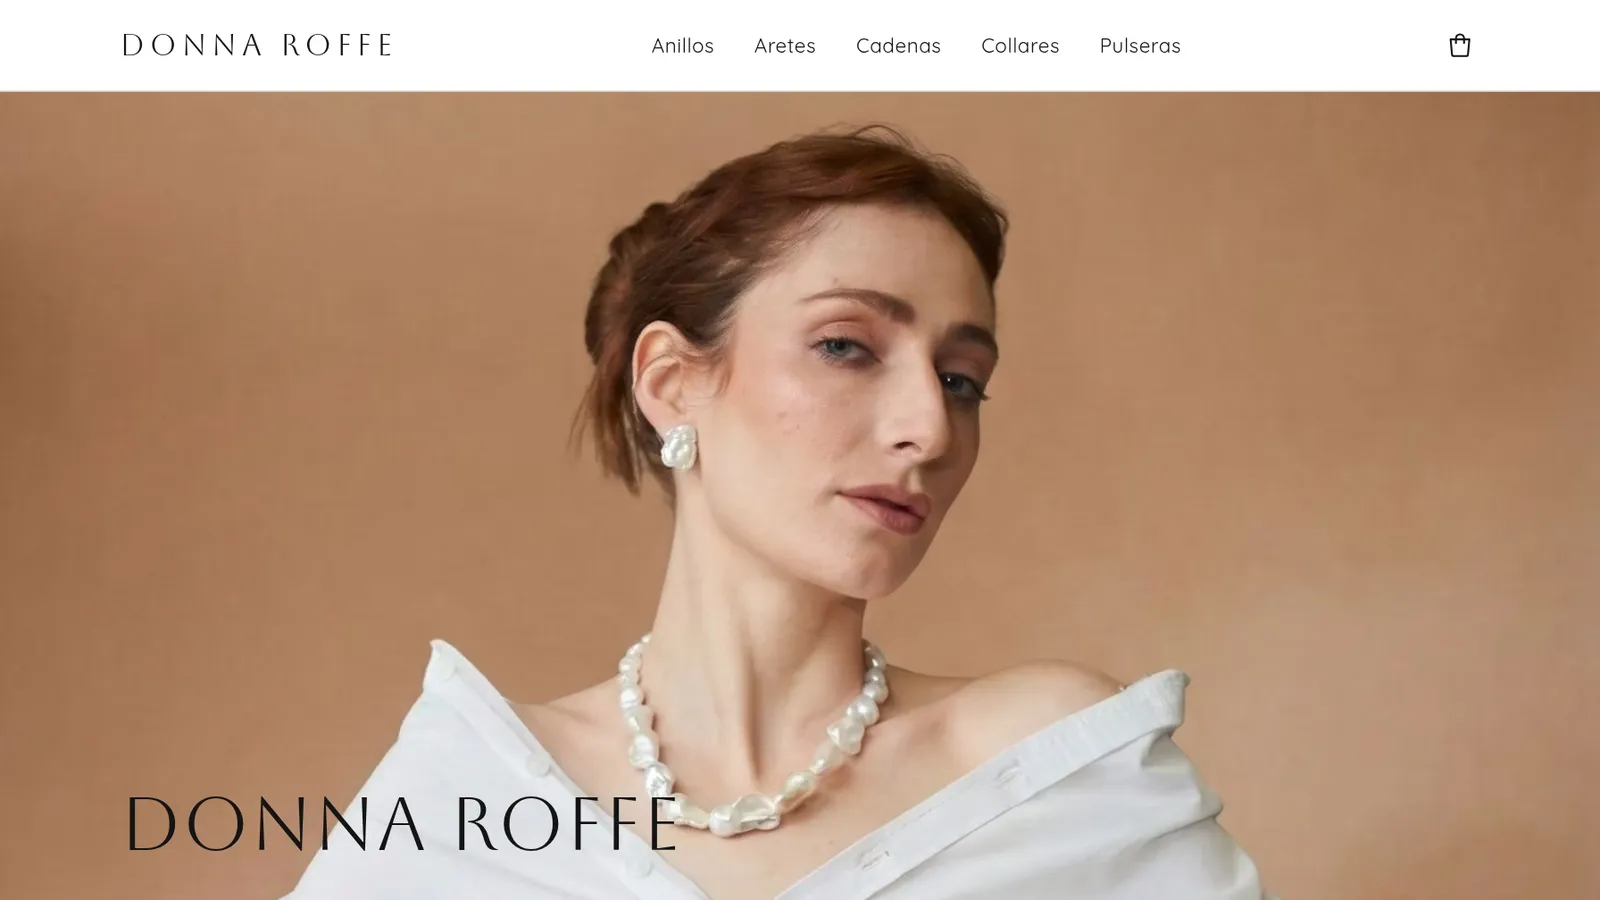 DONNA ROFFE
Anillos
Aretes
Cadenas
Collares
Pulseras
DONNA ROFFE